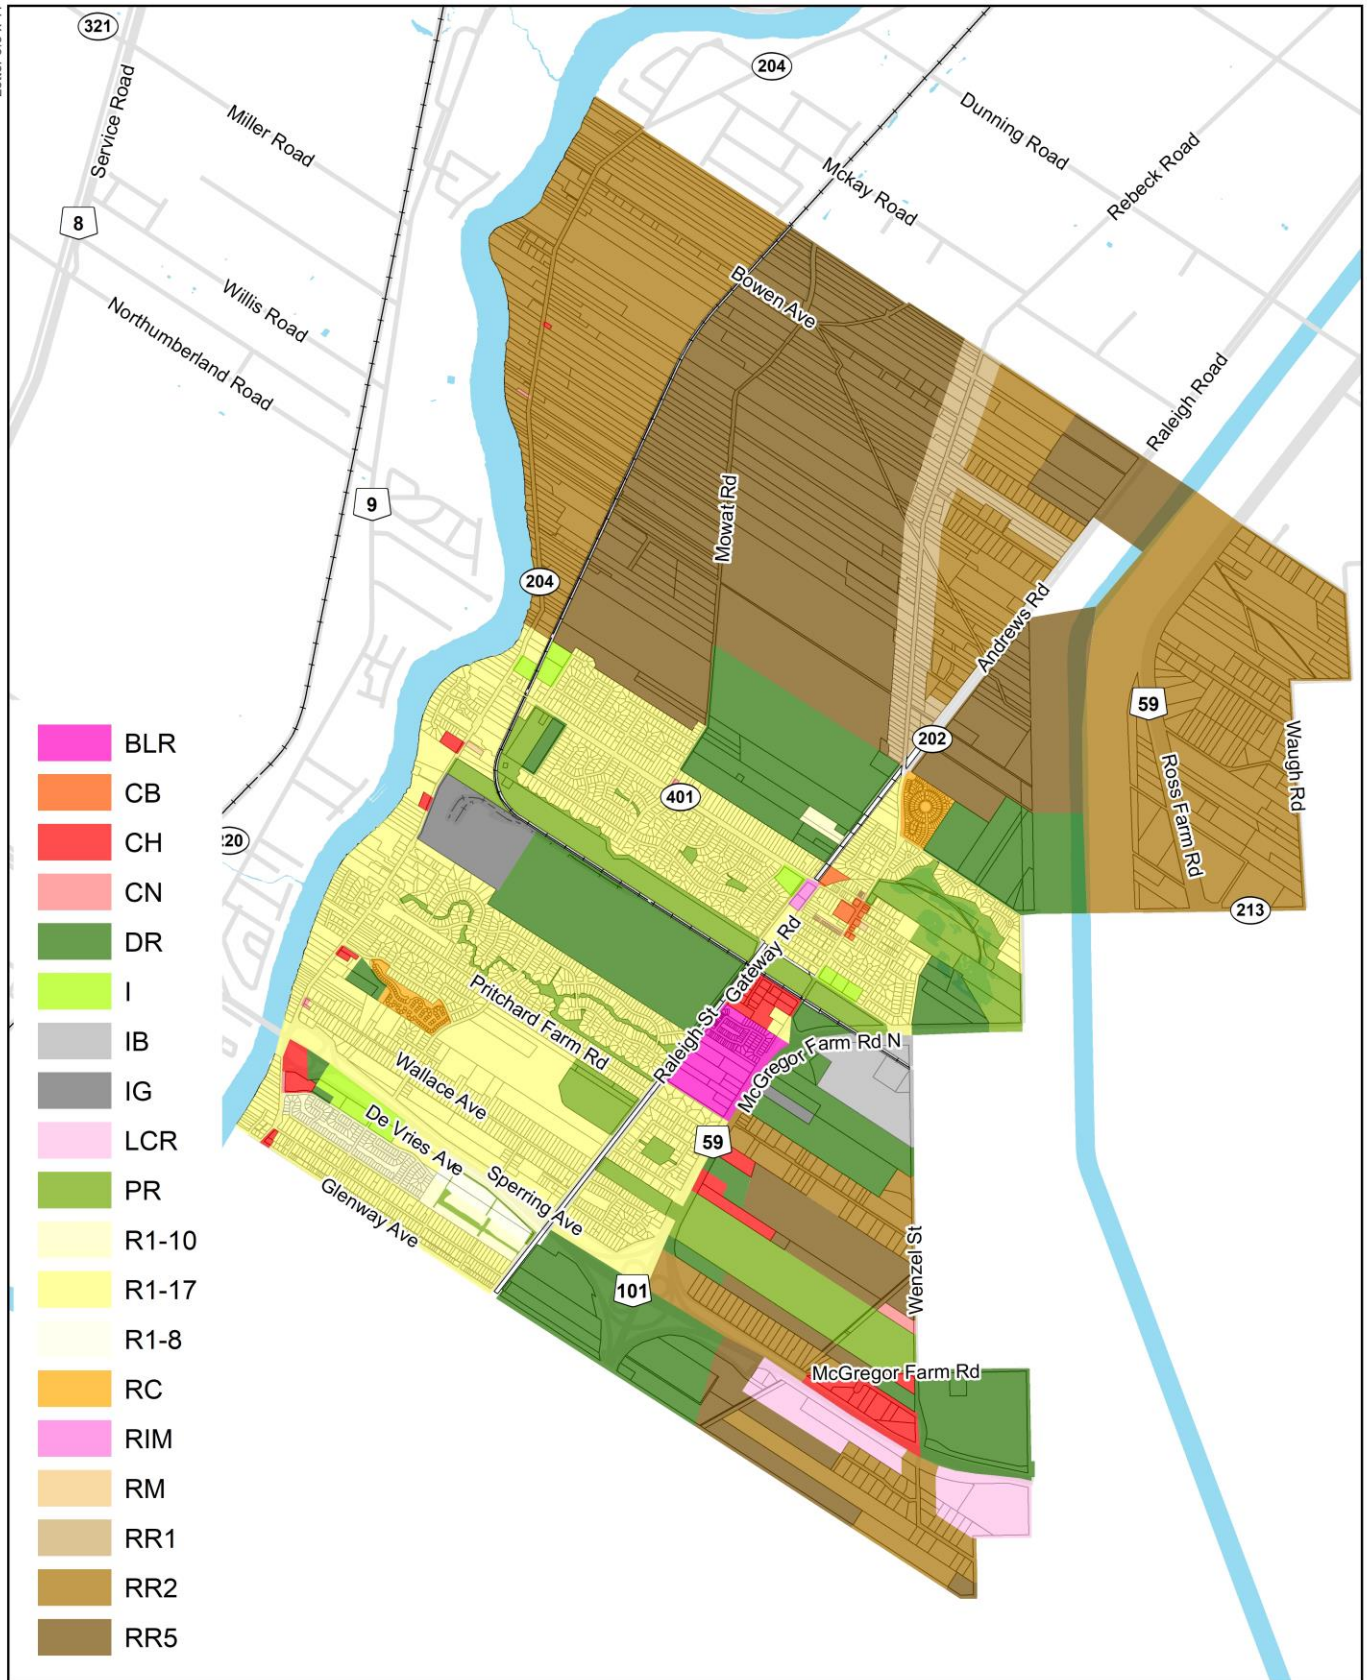 321
204
Service Road
Miller Road
Dunning Road
Mckay Road
Rebeck Road
8
Willis Road
Northumberland Road
Bowen Ave
Raleigh Road
9
Mowat Rd
204
Andrews Rd
59
202
Waugh Rd
Ross Farm Rd
401
220
213
Gateway Rd
Raleigh St
Pritchard Farm Rd
McGregor Farm Rd N
Wallace Ave
59
De Vries Ave
Sperring Ave
Glenway Ave
101
Wenzel St
McGregor Farm Rd
BLR
CB
CH
CN
DR
I
IB
IG
LCR
PR
R1-10
R1-17
R1-8
RC
RIM
RM
RR1
RR2
RR5